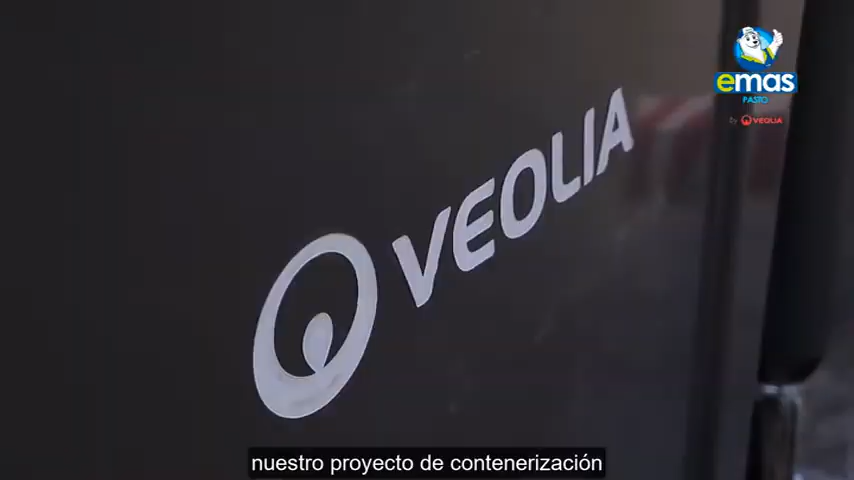 emas
PASTO
by VEOLIA
VEOLIA
nuestro proyecto de contenerización